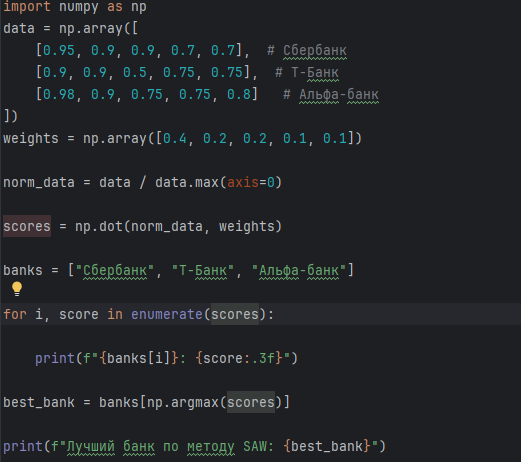 import numpy as np
data = np.array([
    [0.95, 0.9, 0.9, 0.7, 0.7],  # Сбербанк
    [0.9, 0.9, 0.5, 0.75, 0.75],  # Т-Банк
    [0.98, 0.9, 0.75, 0.75, 0.8]   # Альфа-банк
])
weights = np.array([0.4, 0.2, 0.2, 0.1, 0.1])
norm_data = data / data.max(axis=0)
scores = np.dot(norm_data, weights)
banks = ["Сбербанк", "Т-Банк", "Альфа-банк"]
for i, score in enumerate(scores):
    print(f"{banks[i]}: {score:.3f}")
best_bank = banks[np.argmax(scores)]
print(f"Лучший банк по методу SAW: {best_bank}")